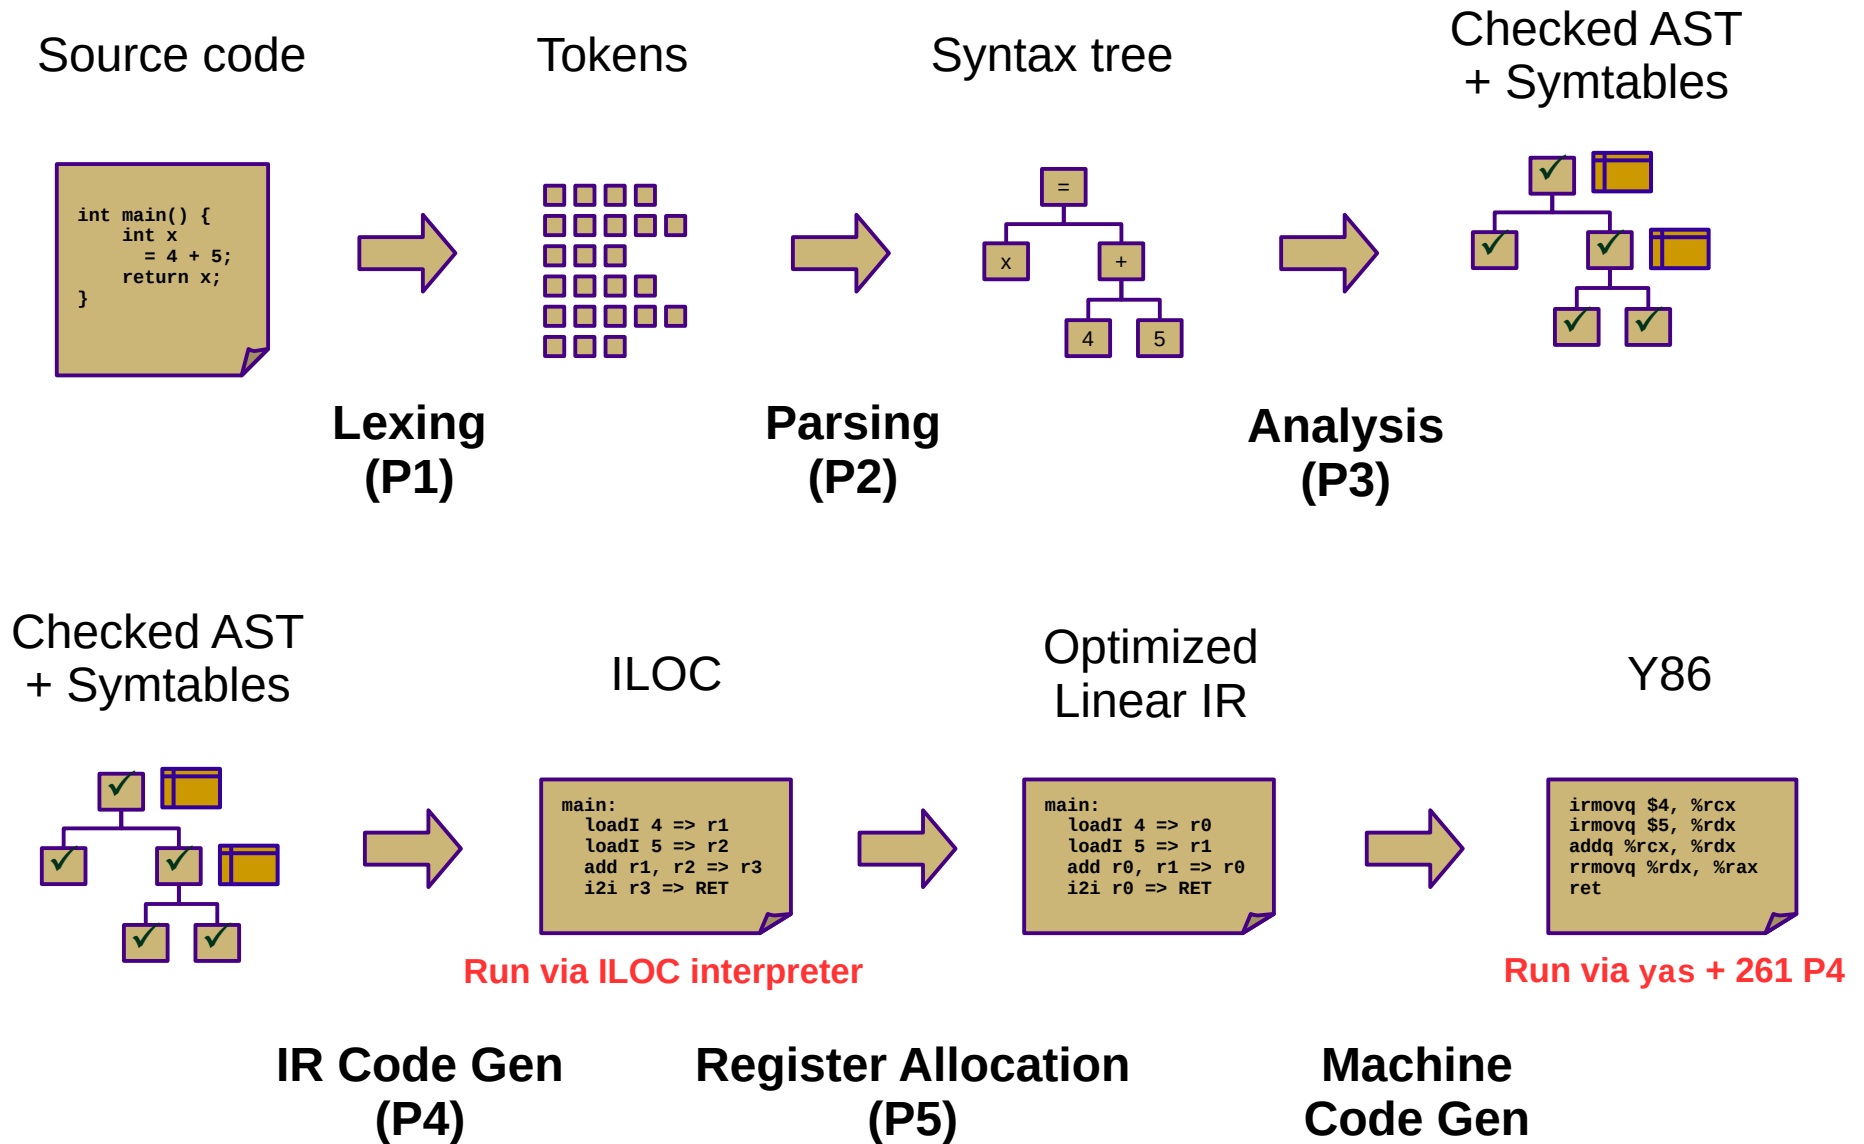 Source code
Tokens
Syntax tree
Checked AST
+ Symtables
int main() {
    int x
      = 4 + 5;
    return x;
}
=
x
+
4
5
Lexing
(P1)
Parsing
(P2)
Analysis
(P3)
Checked AST
+ Symtables
ILOC
Optimized
Linear IR
Y86
main:
  loadI 4 => r1
  loadI 5 => r2
  add r1, r2 => r3
  i2i r3 => RET
main:
  loadI 4 => r0
  loadI 5 => r1
  add r0, r1 => r0
  i2i r0 => RET
irmovq $4, %rcx
irmovq $5, %rdx
addq %rcx, %rdx
rrmovq %rdx, %rax
ret
Run via ILOC interpreter
Run via yas + 261 P4
IR Code Gen
(P4)
Register Allocation
(P5)
Machine
Code Gen